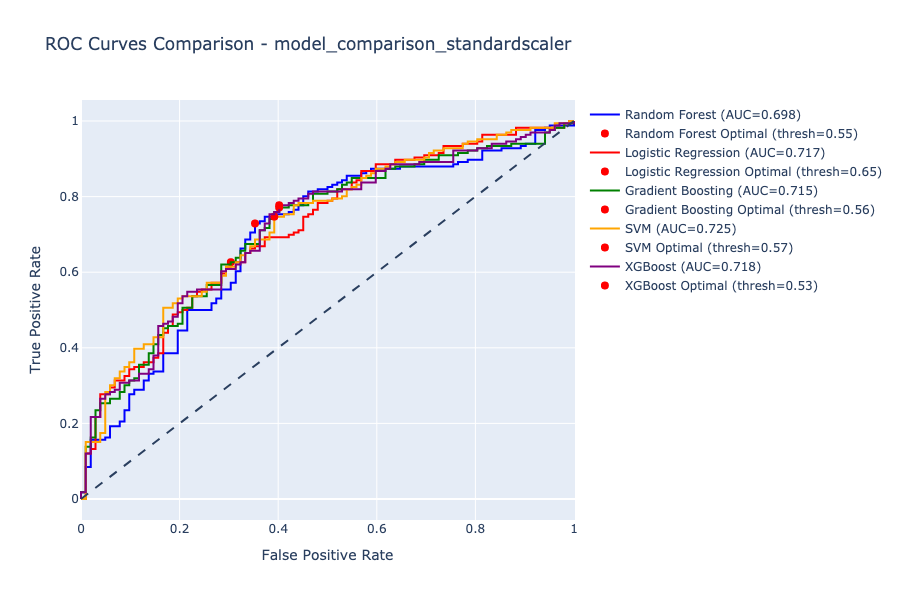 ROC Curves Comparison - model_comparison_standardscaler
Random Forest (AUC=0.698)
Random Forest Optimal (thresh=0.55)
Logistic Regression (AUC=0.717)
Logistic Regression Optimal (thresh=0.65)
Gradient Boosting (AUC=0.715)
Gradient Boosting Optimal (thresh=0.56)
SVM (AUC=0.725)
SVM Optimal (thresh=0.57)
XGBoost (AUC=0.718)
XGBoost Optimal (thresh=0.53)
True Positive Rate
1
0.8
0.6
0.4
0.2
0
0 0.2 0.4 0.6 0.8 1
False Positive Rate